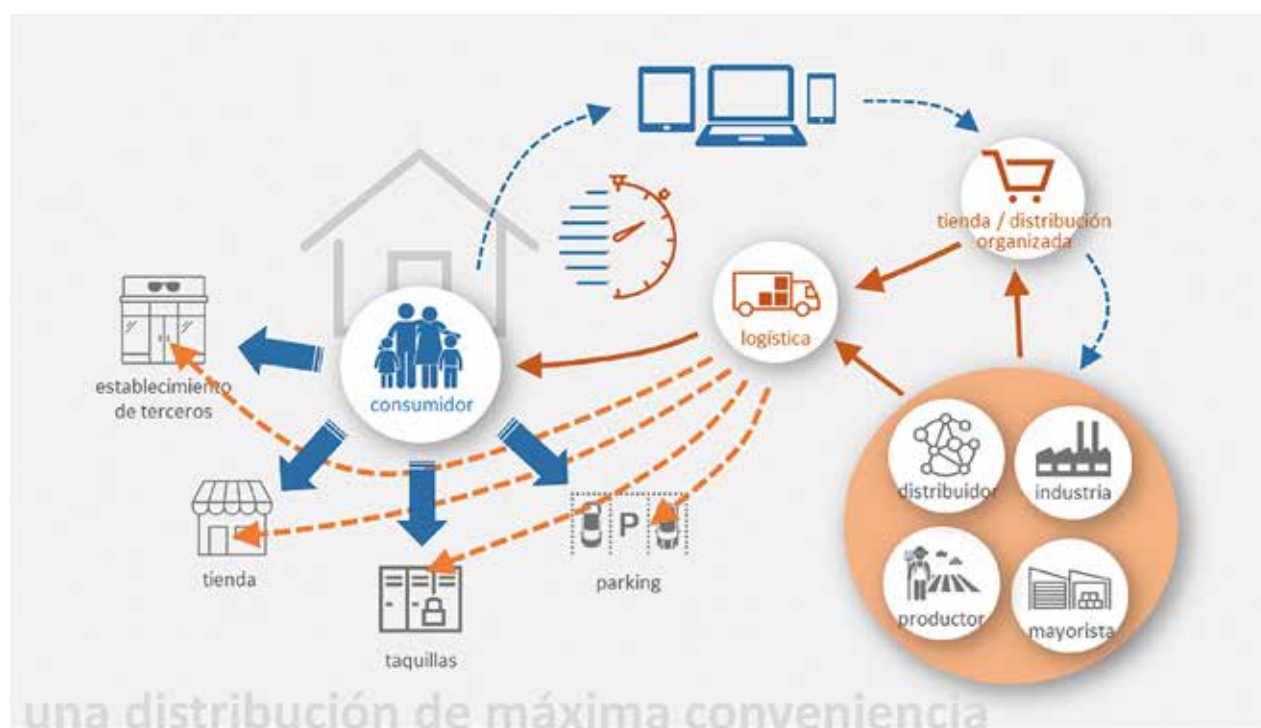 tienda / distribución
organizada
logística
establecimiento
de terceros
consumidor
distribuidor
industria
tienda
P
parking
productor
mayorista
taquillas
una distribución de máxima conveniencia